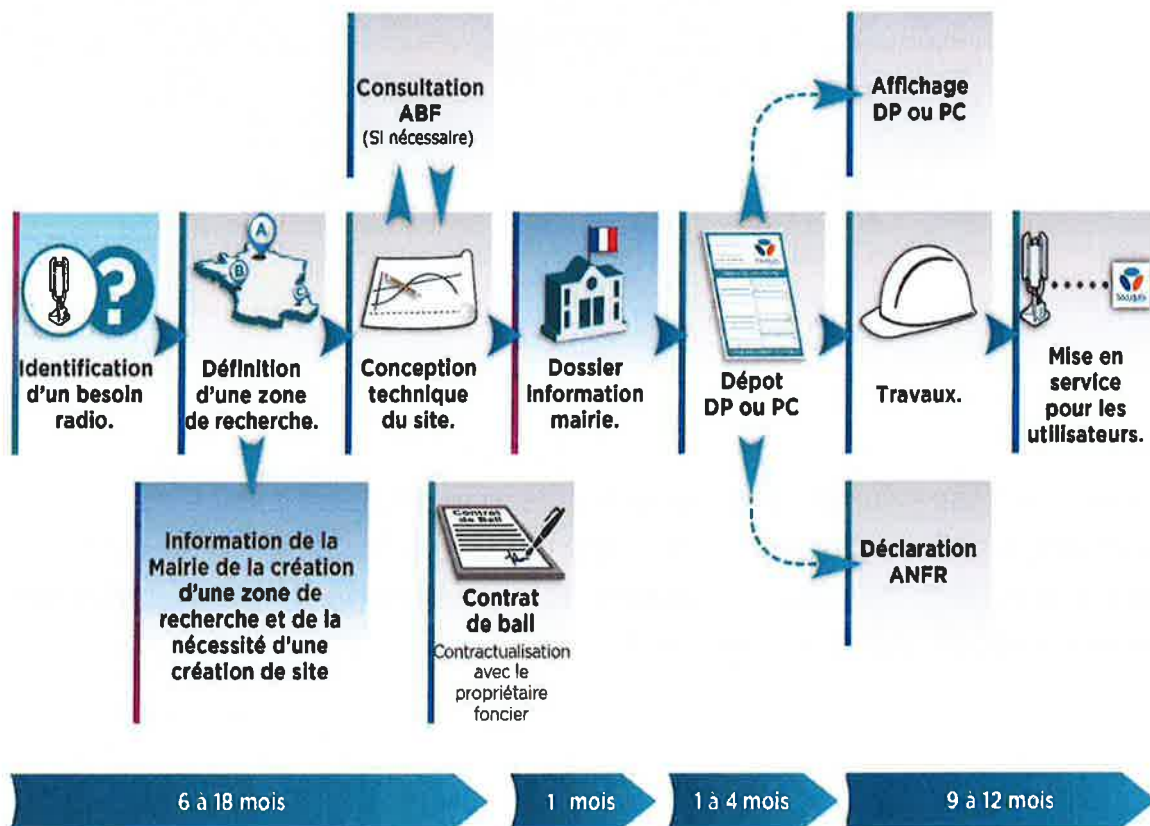 Consultation
ABF
(Si nécessaire)
Affichage
DP ou PC
A
B
C
Identification
d'un besoin
radio.
Définition
d'une zone
de recherche.
Conception
technique
du site.
Dossier
information
mairie.
Dépot
DP ou PC
Travaux.
Mise en
service
pour les
utilisateurs.
Information de la
Mairie de la création
d'une zone de
recherche et de la
nécessité d'une
création de site
Contrat
de Bail
Contrat
de bail
Contractualisation
avec le
propriétaire
foncier
Déclaration
ANFR
6 à 18 mois
1 mois
1 à 4 mois
9 à 12 mois